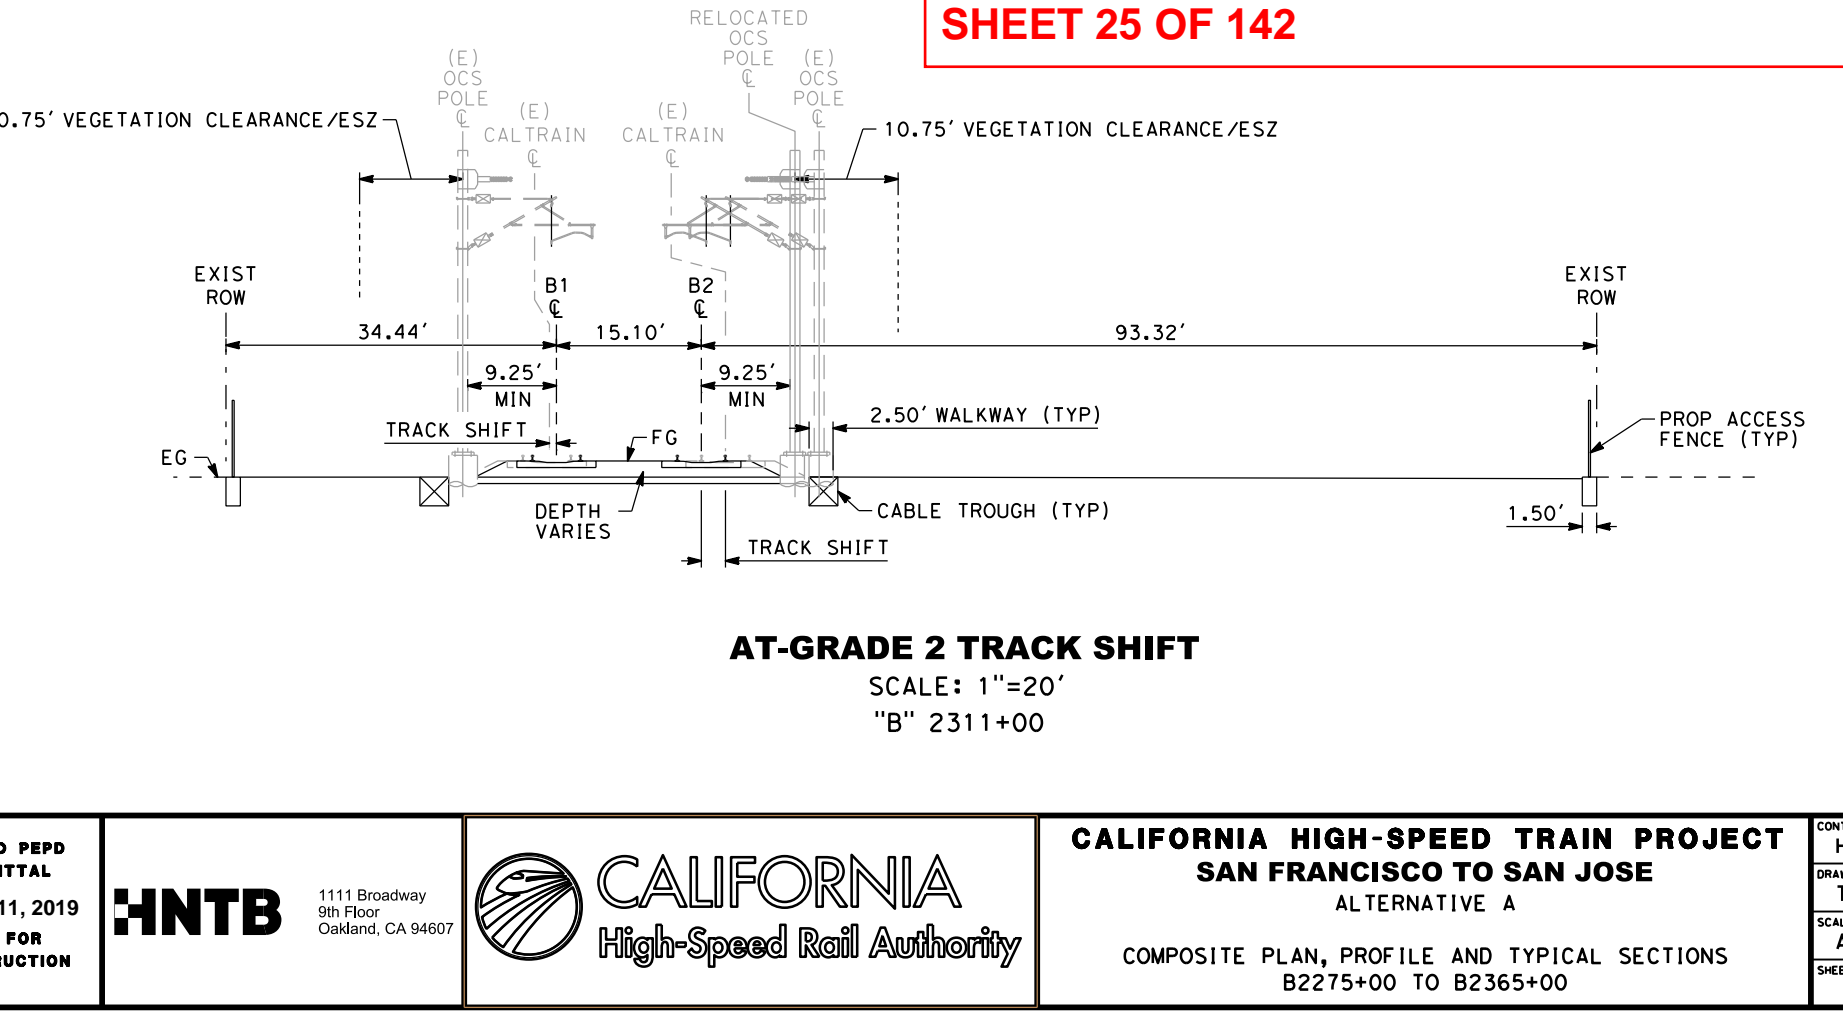 SHEET 25 OF 142
RELOCATED
OCS
POLE
℄
(E)
OCS
POLE
℄
(E)
OCS
POLE
℄
(E)
CALTRAIN
℄
(E)
CALTRAIN
℄
0.75' VEGETATION CLEARANCE/ESZ
10.75' VEGETATION CLEARANCE/ESZ
EXIST
ROW
B1
℄
B2
℄
EXIST
ROW
34.44'
15.10'
93.32'
9.25'
MIN
9.25'
MIN
TRACK SHIFT
FG
2.50' WALKWAY (TYP)
PROP ACCESS
FENCE (TYP)
EG
DEPTH
VARIES
CABLE TROUGH (TYP)
1.50'
TRACK SHIFT
AT-GRADE 2 TRACK SHIFT
SCALE: 1"=20'
"B" 2311+00
PEPD
ITTAL
11, 2019
FOR
RUCTION
HNTB
1111 Broadway
9th Floor
Oakland, CA 94607
CALIFORNIA
High-Speed Rail Authority
CALIFORNIA HIGH-SPEED TRAIN PROJECT
SAN FRANCISCO TO SAN JOSE
ALTERNATIVE A
COMPOSITE PLAN, PROFILE AND TYPICAL SECTIONS
B2275+00 TO B2365+00